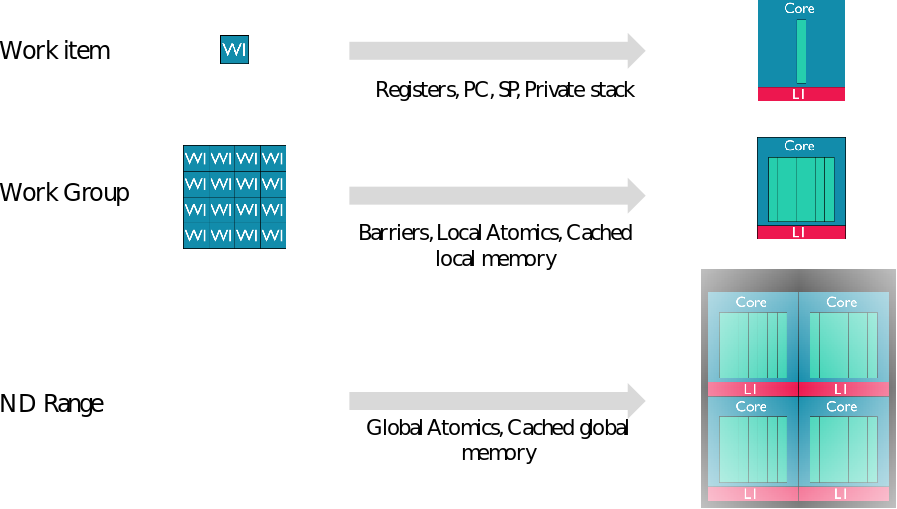 Work item
WI
Registers, PC, SP, Private stack
Core
L1
Work Group
WI WI WI WI
WI WI WI WI
WI WI WI WI
WI WI WI WI
Barriers, Local Atomics, Cached
local memory
Core
L1
ND Range
Global Atomics, Cached global
memory
Core Core
L1 L1
Core Core
L1 L1